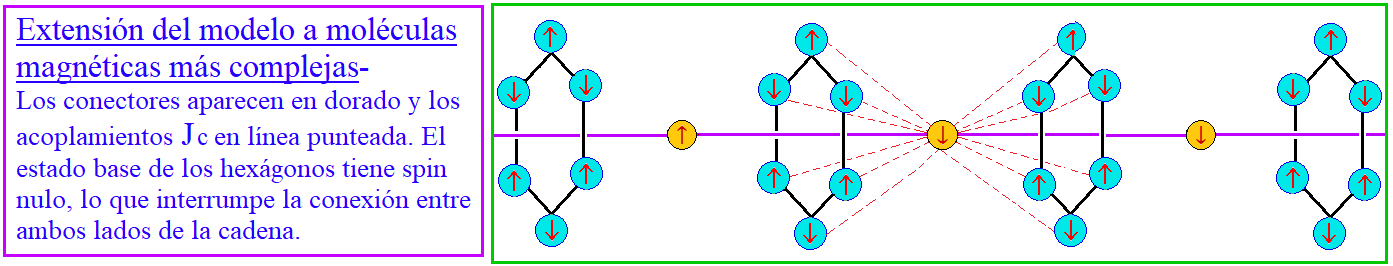 Extensión del modelo a moléculas
magnéticas más complejas-
Los conectores aparecen en dorado y los
acoplamientos Jc en línea punteada. El
estado base de los hexágonos tiene spin
nulo, lo que interrumpe la conexión entre
ambos lados de la cadena.